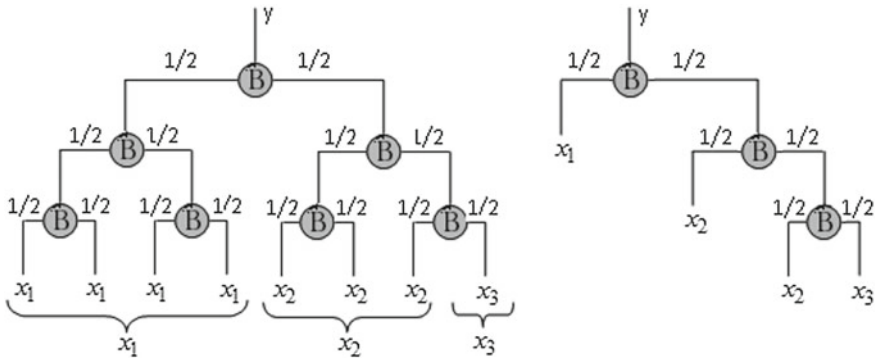 y y
1/2 1/2 1/2 1/2
B B
1/2 1/2 1/2 1/2 x₁ 1/2 1/2
B B B
1/2 1/2 1/2 1/2 1/2 1/2 1/2 1/2 x₂ 1/2 1/2
B B B B B
x₁ x₁ x₁ x₁ x₂ x₂ x₂ x₃ x₂ x₃
x₁ x₂ x₃